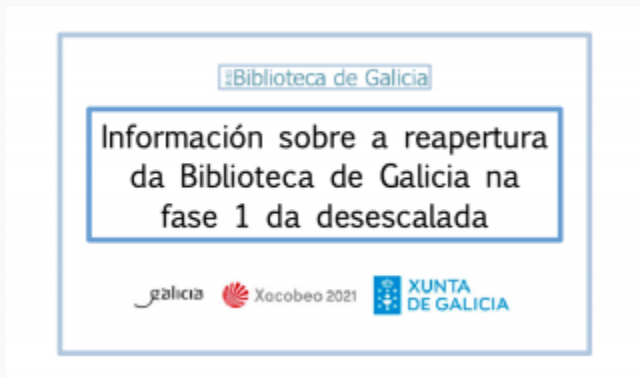 Biblioteca de Galicia
Información sobre a reapertura
da Biblioteca de Galicia na
fase 1 da desescalada
galicia
Xacobeo 2021
XUNTA
DE GALICIA